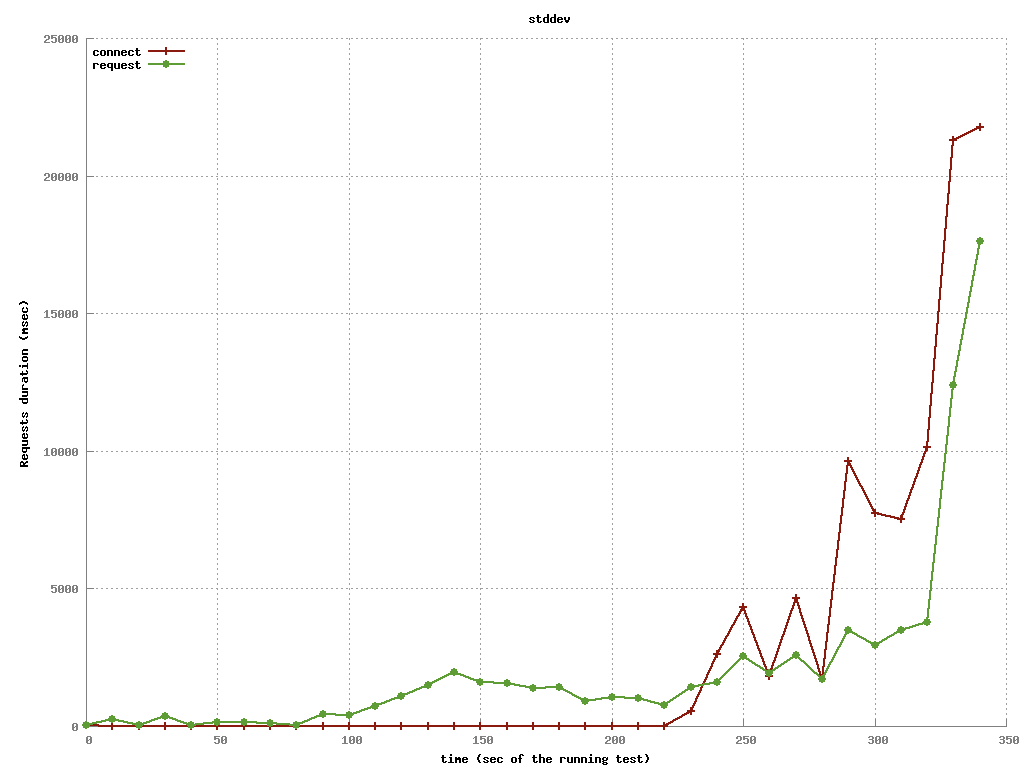 stddev
25000
connect
request
20000
15000
Requests duration (msec)
10000
5000
0
0 50 100 150 200 250 300 350
time (sec of the running test)